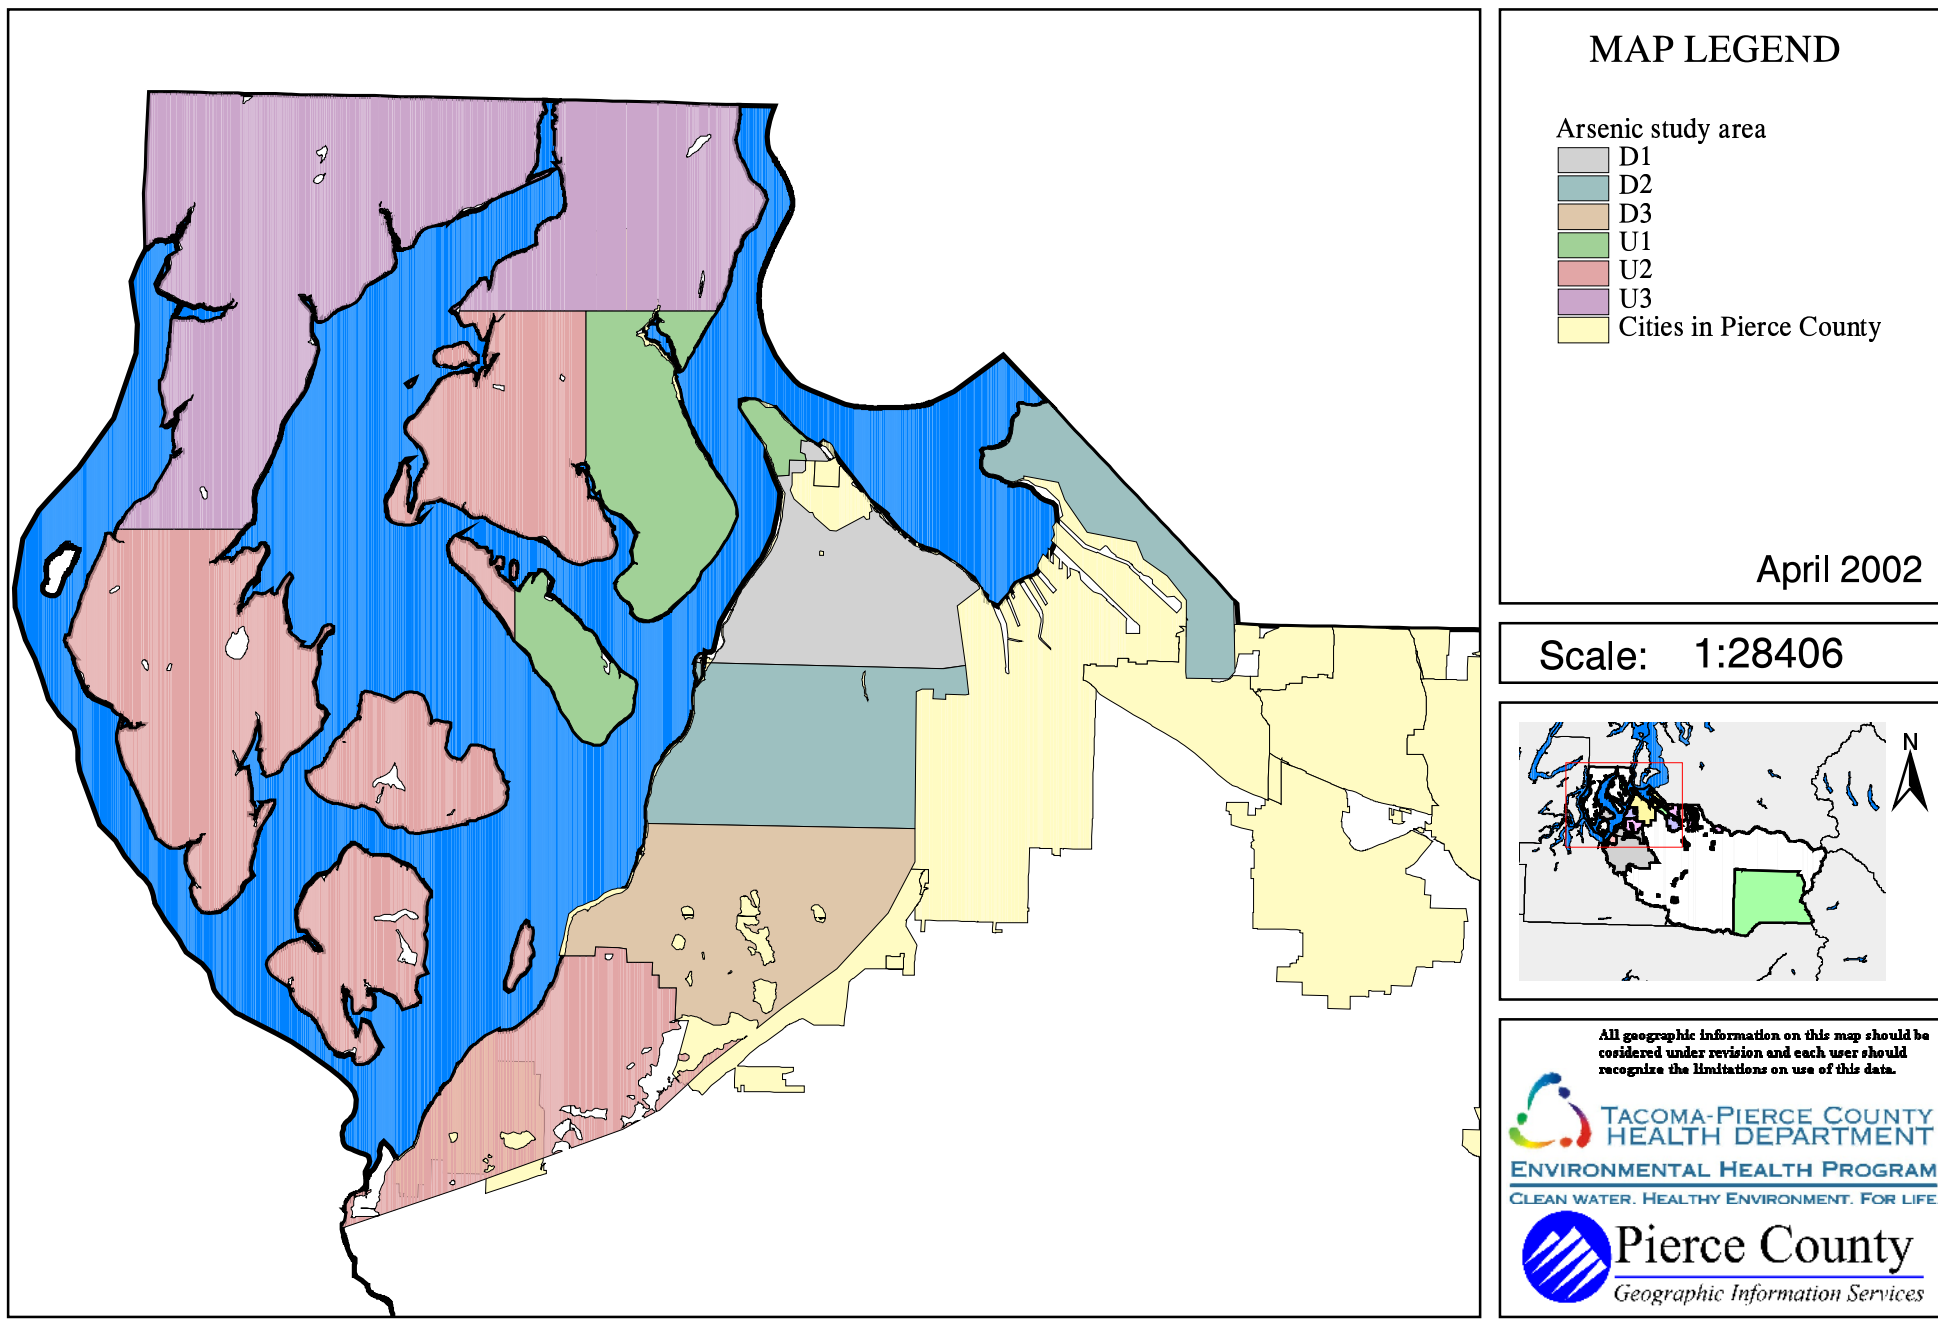 MAP LEGEND
Arsenic study area
D1
D2
D3
U1
U2
U3
Cities in Pierce County
April 2002
Scale: 1:28406
N
All geographic information on this map should be
cosidered under revision and each user should
recognize the limitations on use of this data.
TACOMA-PIERCE COUNTY
HEALTH DEPARTMENT
ENVIRONMENTAL HEALTH PROGRAM
CLEAN WATER. HEALTHY ENVIRONMENT. FOR LIFE
Pierce County
Geographic Information Services